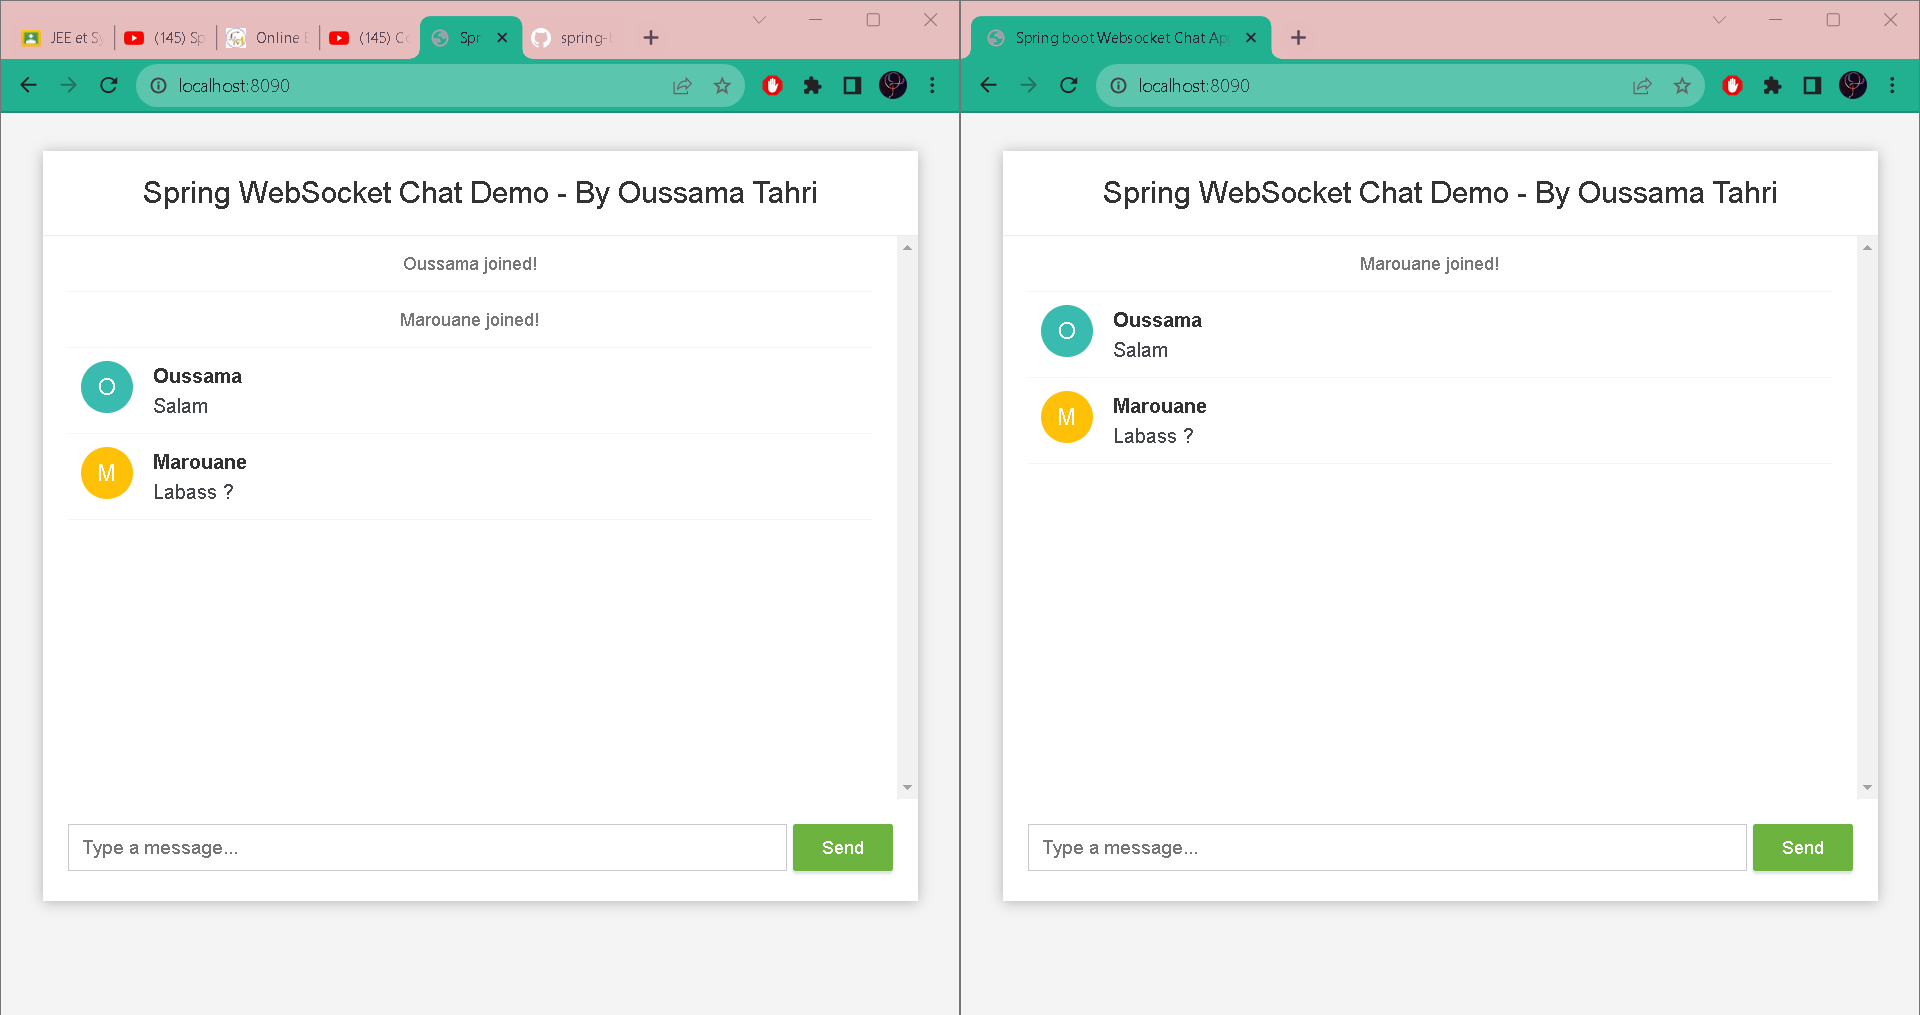 JEE et Sy
(145) Sp
Online E
(145) Co
Spr
spring-
localhost:8090
Spring WebSocket Chat Demo - By Oussama Tahri
Oussama joined!
Marouane joined!
O
Oussama
Salam
M
Marouane
Labass ?
Type a message...
Send
Spring boot Websocket Chat Ap
localhost:8090
Spring WebSocket Chat Demo - By Oussama Tahri
Marouane joined!
O
Oussama
Salam
M
Marouane
Labass ?
Type a message...
Send